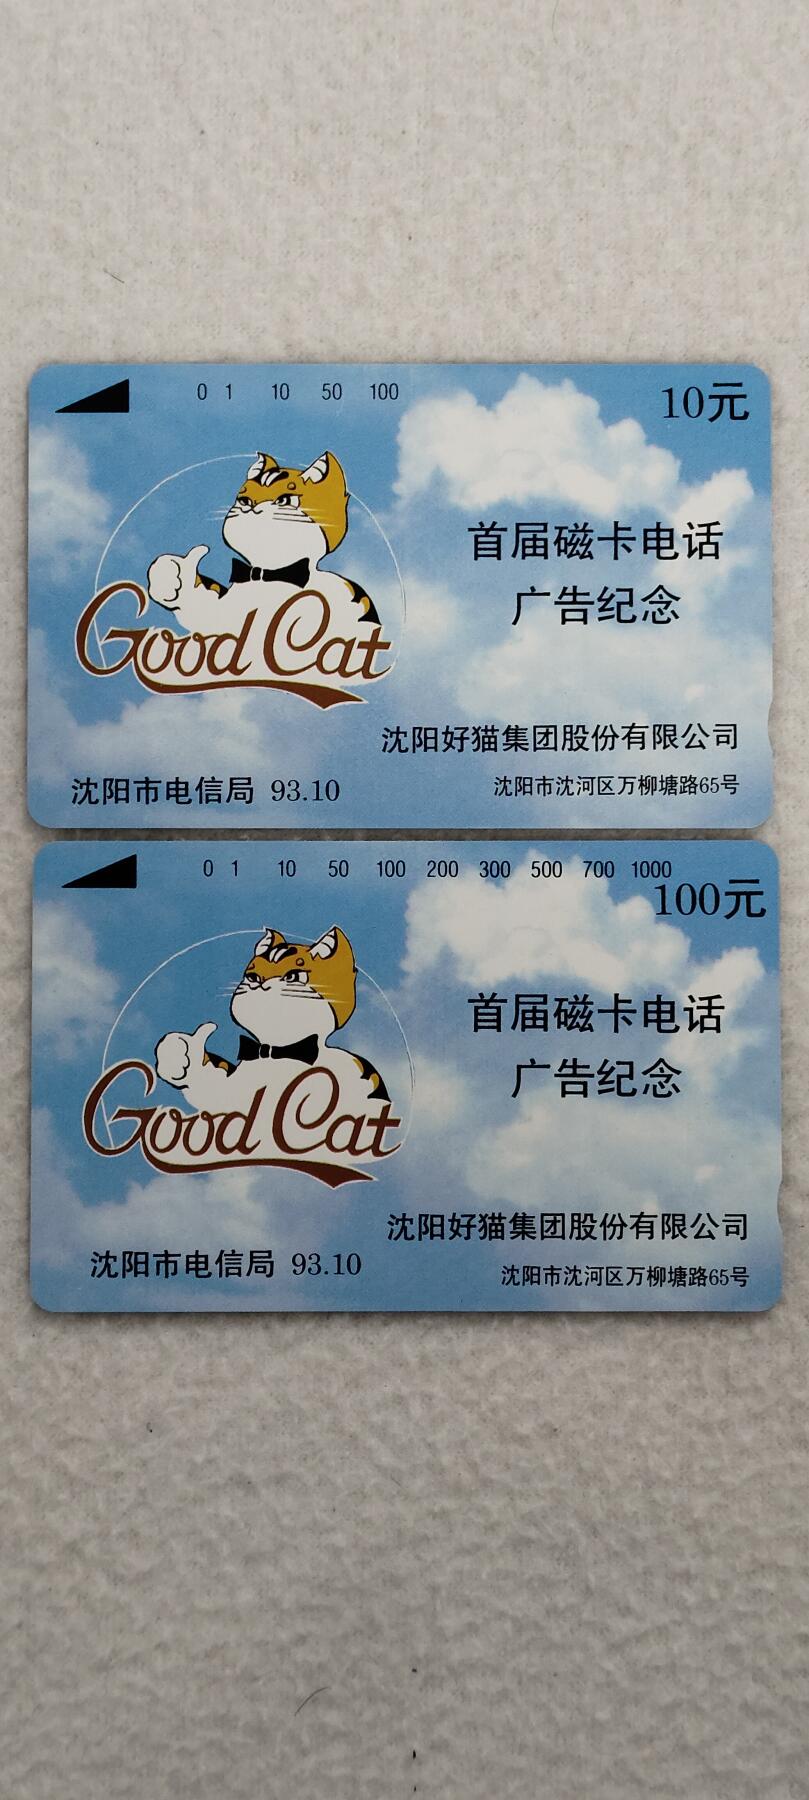 0 1 10 50 100
10元
首届磁卡电话
广告纪念
Good Cat
沈阳好猫集团股份有限公司
沈阳市电信局 93.10
沈阳市沈河区万柳塘路65号
0 1 10 50 100 200 300 500 700 1000
100元
首届磁卡电话
广告纪念
Good Cat
沈阳好猫集团股份有限公司
沈阳市电信局 93.10
沈阳市沈河区万柳塘路65号